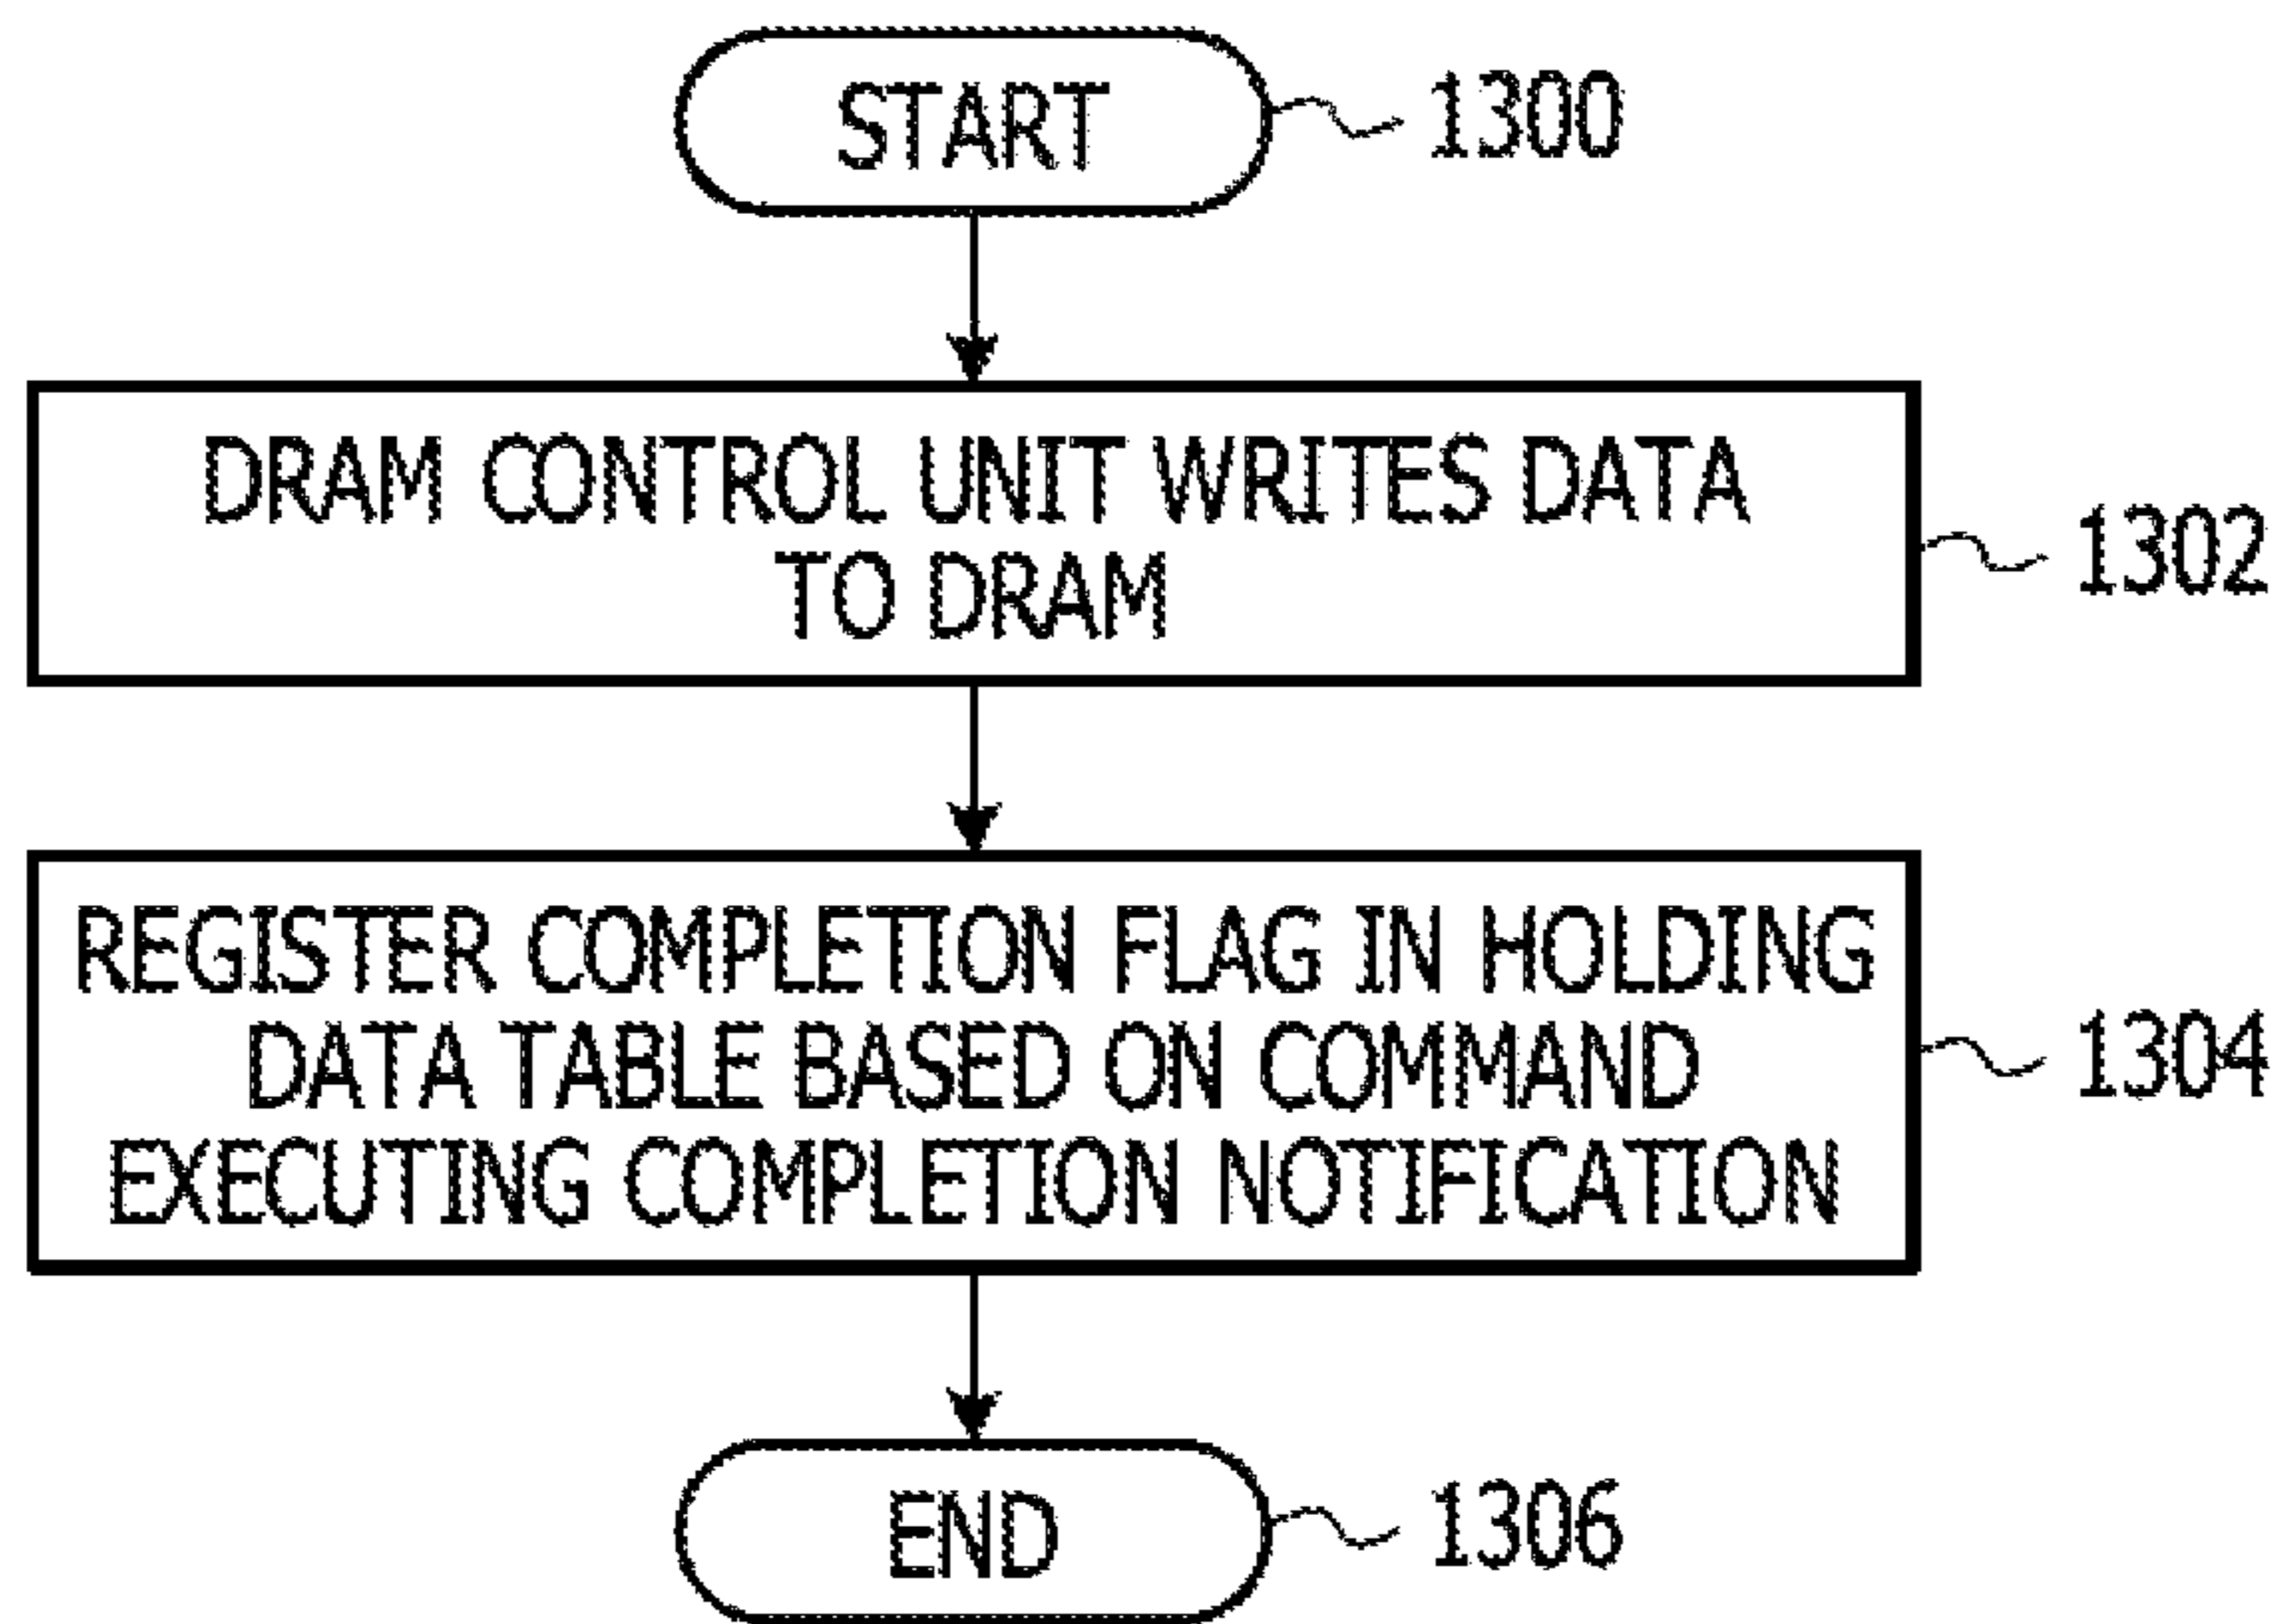 START
1300
DRAM CONTROL UNIT WRITES DATA
TO DRAM
1302
REGISTER COMPLETION FLAG IN HOLDING
DATA TABLE BASED ON COMMAND
EXECUTING COMPLETION NOTIFICATION
1304
END
1306